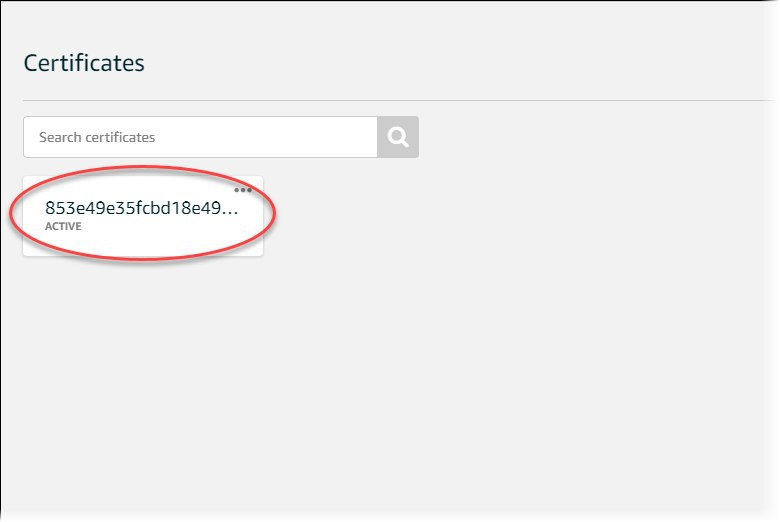 Certificates
Search certificates
853e49e35fcbd18e49...
ACTIVE